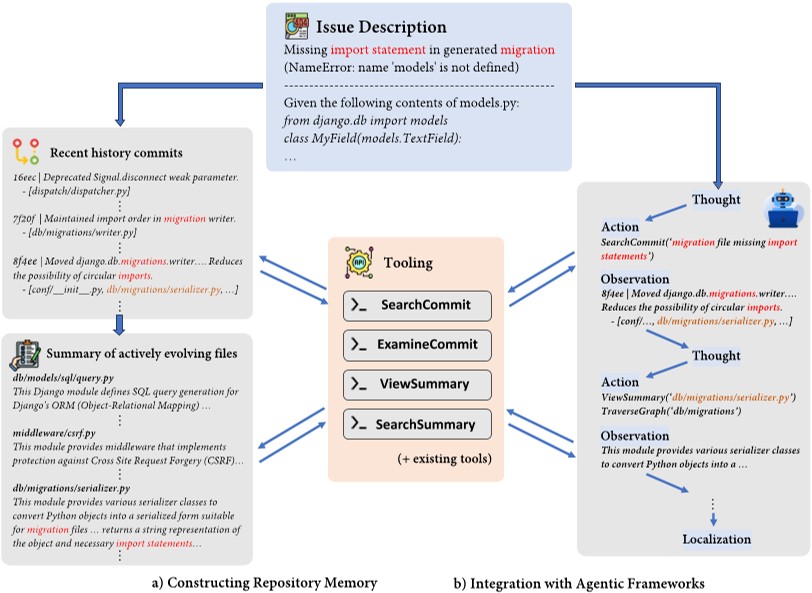 Issue Description
Missing import statement in generated migration
(NameError: name 'models' is not defined)
Given the following contents of models.py:
from django.db import models
class MyField(models.TextField):
…
Recent history commits
16eec | Deprecated Signal.disconnect weak parameter.
- [dispatch/dispatcher.py]
7f20f | Maintained import order in migration writer.
- [db/migrations/writer.py]
8f4ee | Moved django.db.migrations.writer…. Reduces
the possibility of circular imports.
- [conf/__init__.py, db/migrations/serializer.py, …]
Summary of actively evolving files
db/models/sql/query.py
This Django module defines SQL query generation for
Django's ORM (Object-Relational Mapping) …
middleware/csrf.py
This module provides middleware that implements
protection against Cross Site Request Forgery (CSRF)…
db/migrations/serializer.py
This module provides various serializer classes to
convert Python objects into a serialized form suitable
for migration files … returns a string representation of
the object and necessary import statements…
API
Tooling
>_ SearchCommit
>_ ExamineCommit
>_ ViewSummary
>_ SearchSummary
(+ existing tools)
Thought
Action
SearchCommit('migration file missing import
statements')
Observation
8f4ee | Moved django.db.migrations.writer….
Reduces the possibility of circular imports.
- [conf/…, db/migrations/serializer.py, …]
Thought
Action
ViewSummary('db/migrations/serializer.py')
TraverseGraph('db/migrations')
Observation
This module provides various serializer classes
to convert Python objects into a …
Localization
a) Constructing Repository Memory
b) Integration with Agentic Frameworks